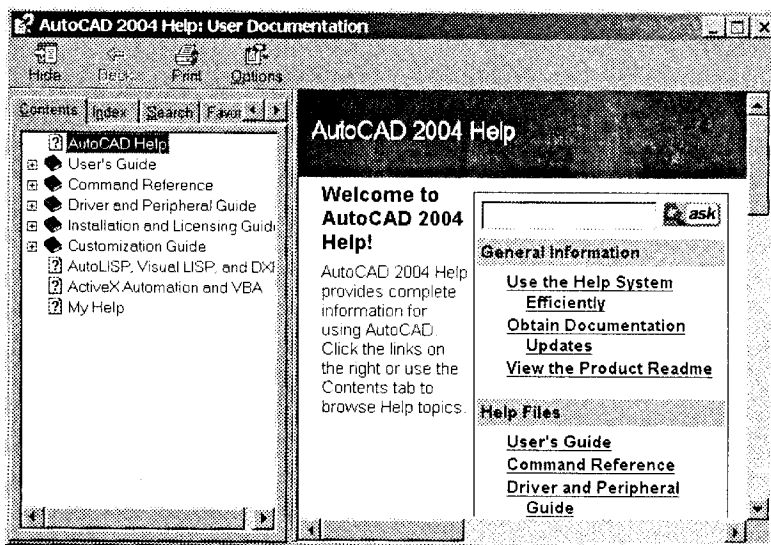 AutoCAD 2004 Help: User Documentation
Hide Back Print Options
Contents Index Search Favor
AutoCAD Help
User's Guide
Command Reference
Driver and Peripheral Guide
Installation and Licensing Guid
Customization Guide
AutoLISP, Visual LISP, and DXF
ActiveX Automation and VBA
My Help
AutoCAD 2004 Help
Welcome to
AutoCAD 2004
Help!
AutoCAD 2004 Help
provides complete
information for
using AutoCAD.
Click the links on
the right or use the
Contents tab to
browse Help topics.
ask
General Information
Use the Help System
Efficiently
Obtain Documentation
Updates
View the Product Readme
Help Files
User's Guide
Command Reference
Driver and Peripheral
Guide